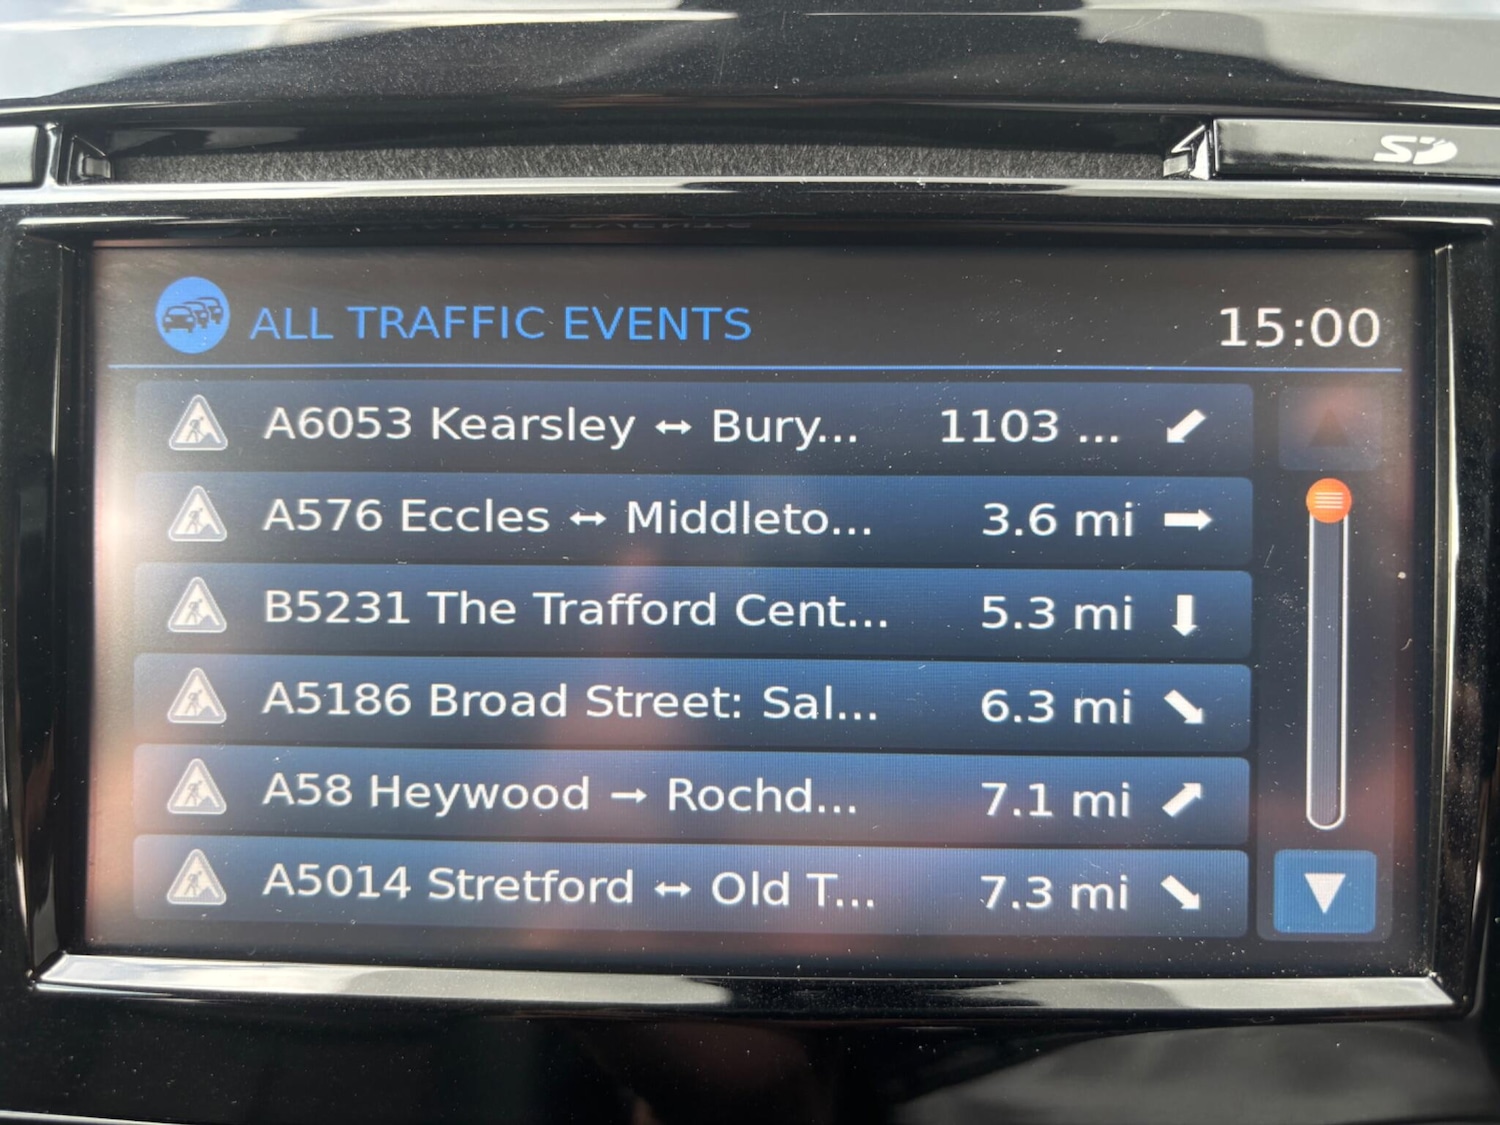 SD
ALL TRAFFIC EVENTS 15:00
A6053 Kearsley ↔ Bury... 1103 ... ↙
A576 Eccles ↔ Middleto... 3.6 mi →
B5231 The Trafford Cent... 5.3 mi ↓
A5186 Broad Street: Sal... 6.3 mi ↘
A58 Heywood → Rochd... 7.1 mi ↗
A5014 Stretford ↔ Old T... 7.3 mi ↘